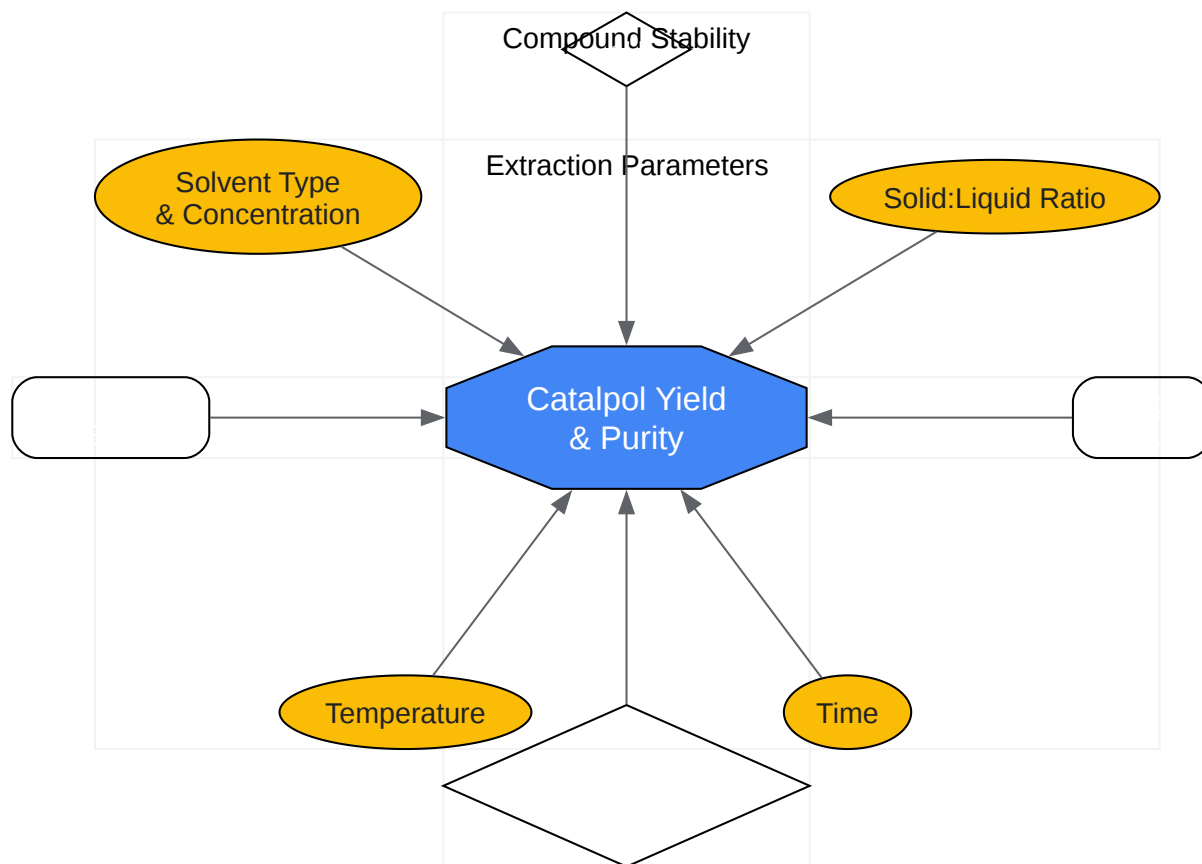 Compound Stability
Extraction Parameters
Solvent Type
& Concentration
Solid:Liquid Ratio
Catalpol Yield
& Purity
Temperature
Time